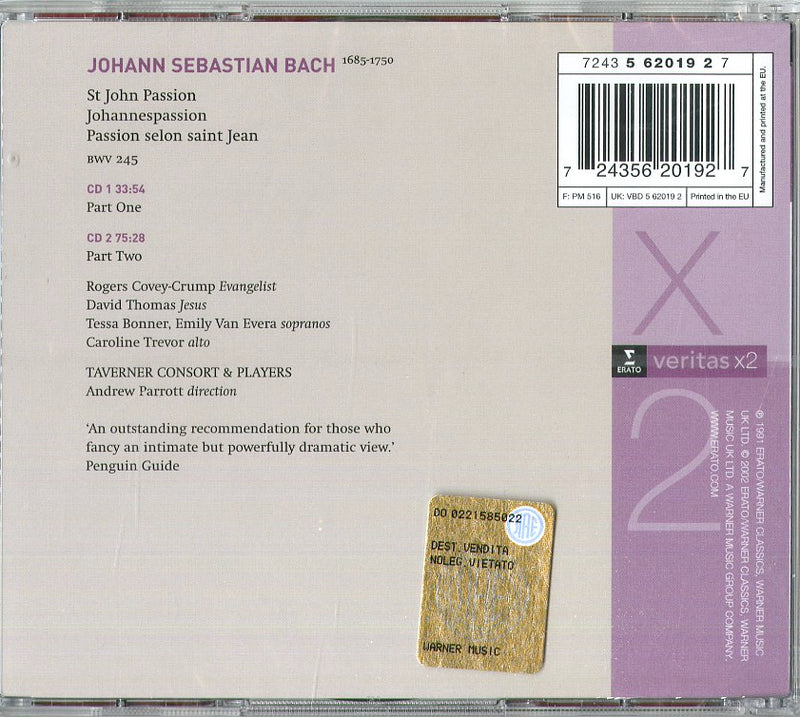 JOHANN SEBASTIAN BACH 1685-1750
St John Passion
Johannespassion
Passion selon saint Jean
BWV 245
CD 1 33:54
Part One
CD 2 75:28
Part Two
Rogers Covey-Crump Evangelist
David Thomas Jesus
Tessa Bonner, Emily Van Evera sopranos
Caroline Trevor alto
TAVERNER CONSORT & PLAYERS
Andrew Parrott direction
‘An outstanding recommendation for those who
fancy an intimate but powerfully dramatic view.’
Penguin Guide
7243 5 62019 2 7
7 24356 20192 7
F: PM 516
UK: VBD 5 62019 2
Printed in the EU
Manufactured and printed at the EU.
X
ERATO
veritas x2
2
℗ 1991 ERATO/WARNER CLASSICS, WARNER MUSIC
UK LTD. © 2002 ERATO/WARNER CLASSICS, WARNER
MUSIC UK LTD. A WARNER MUSIC GROUP COMPANY.
WWW.ERATO.COM
DO 0221585022
DEST.VENDITA
NOLEG.VIETATO
WARNER MUSIC